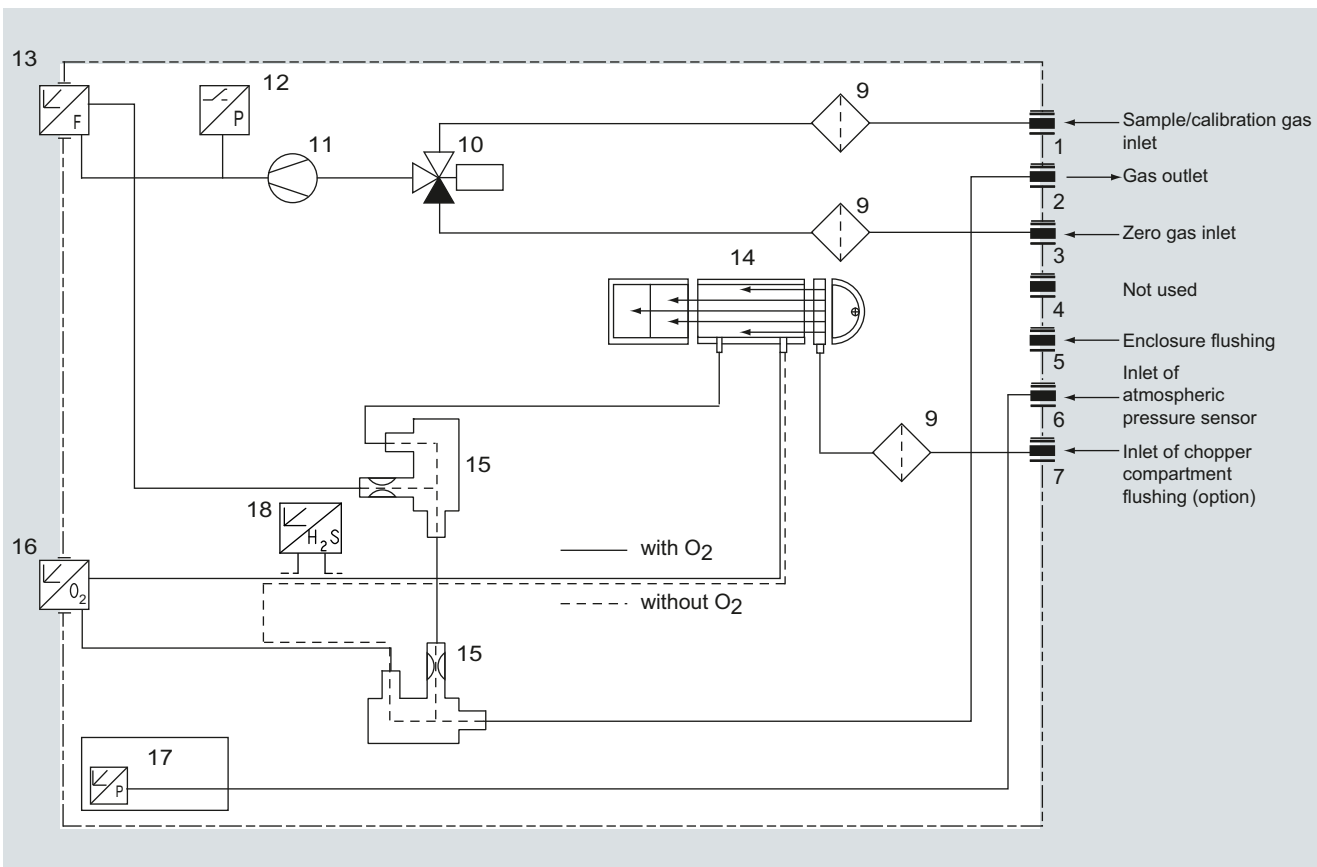 13
12
P
F
11
10
9
1
Sample/calibration gas
inlet
2
Gas outlet
9
3
Zero gas inlet
14
4
Not used
5
Enclosure flushing
6
Inlet of
atmospheric
pressure sensor
9
7
Inlet of chopper
compartment
flushing (option)
15
18
H2S
16
O2
with O2
without O2
15
17
P